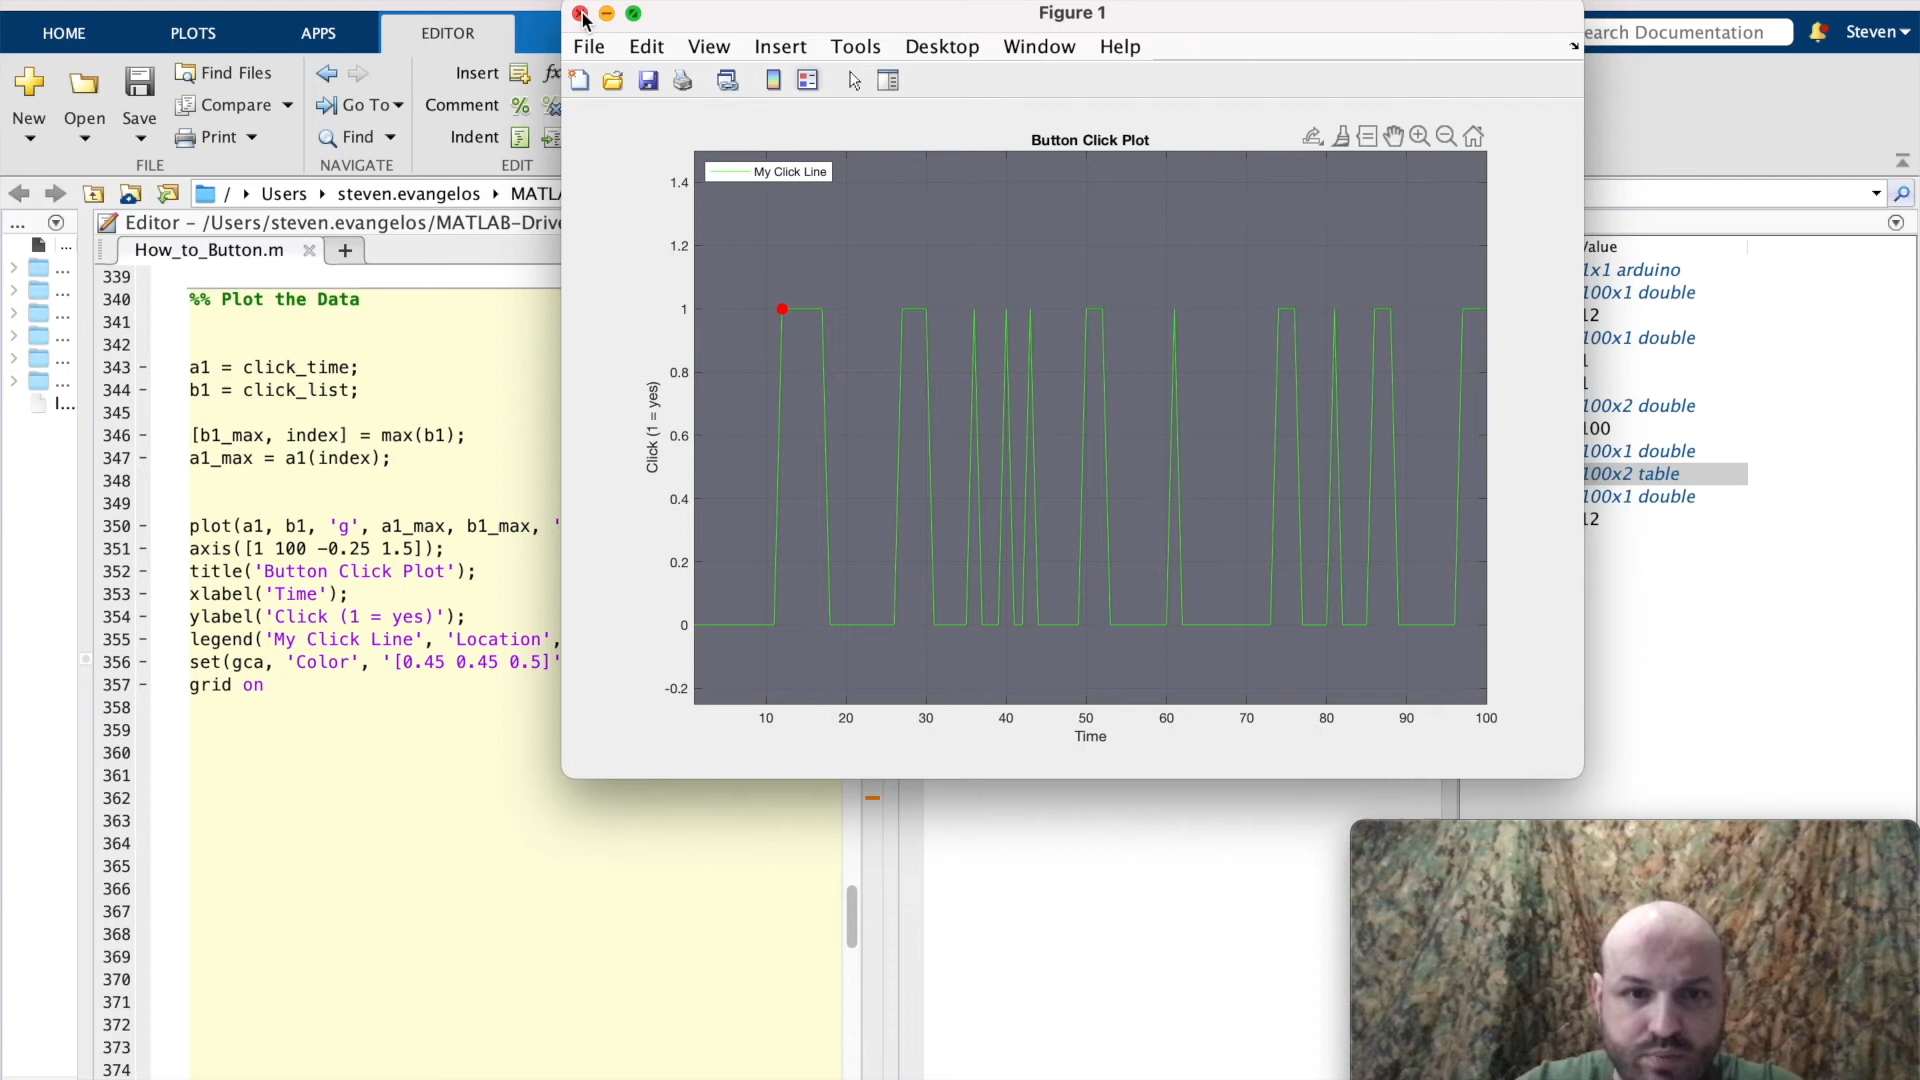 HOME PLOTS APPS EDITOR
Figure 1
earch Documentation
Steven
File Edit View Insert Tools Desktop Window Help
Find Files
Insert fx
New Open Save
Compare
Go To
Comment
Print
Find
Indent
FILE NAVIGATE EDIT
/ Users steven.evangelos MATLA
Editor – /Users/steven.evangelos/MATLAB-Drive
How_to_Button.m
Button Click Plot
My Click Line
1.4
1.2
1
0.8
0.6
0.4
0.2
0
-0.2
Click (1 = yes)
10 20 30 40 50 60 70 80 90 100
Time
Value
1x1 arduino
100x1 double
12
100x1 double
1
1
100x2 double
100
100x1 double
100x2 table
100x1 double
12
339
340 %% Plot the Data
341
342
343 a1 = click_time;
344 b1 = click_list;
345
346 [b1_max, index] = max(b1);
347 a1_max = a1(index);
348
349
350 plot(a1, b1, 'g', a1_max, b1_max, '
351 axis([1 100 -0.25 1.5]);
352 title('Button Click Plot');
353 xlabel('Time');
354 ylabel('Click (1 = yes)');
355 legend('My Click Line', 'Location',
356 set(gca, 'Color', '[0.45 0.45 0.5]'
357 grid on
358
359
360
361
362
363
364
365
366
367
368
369
370
371
372
373
374